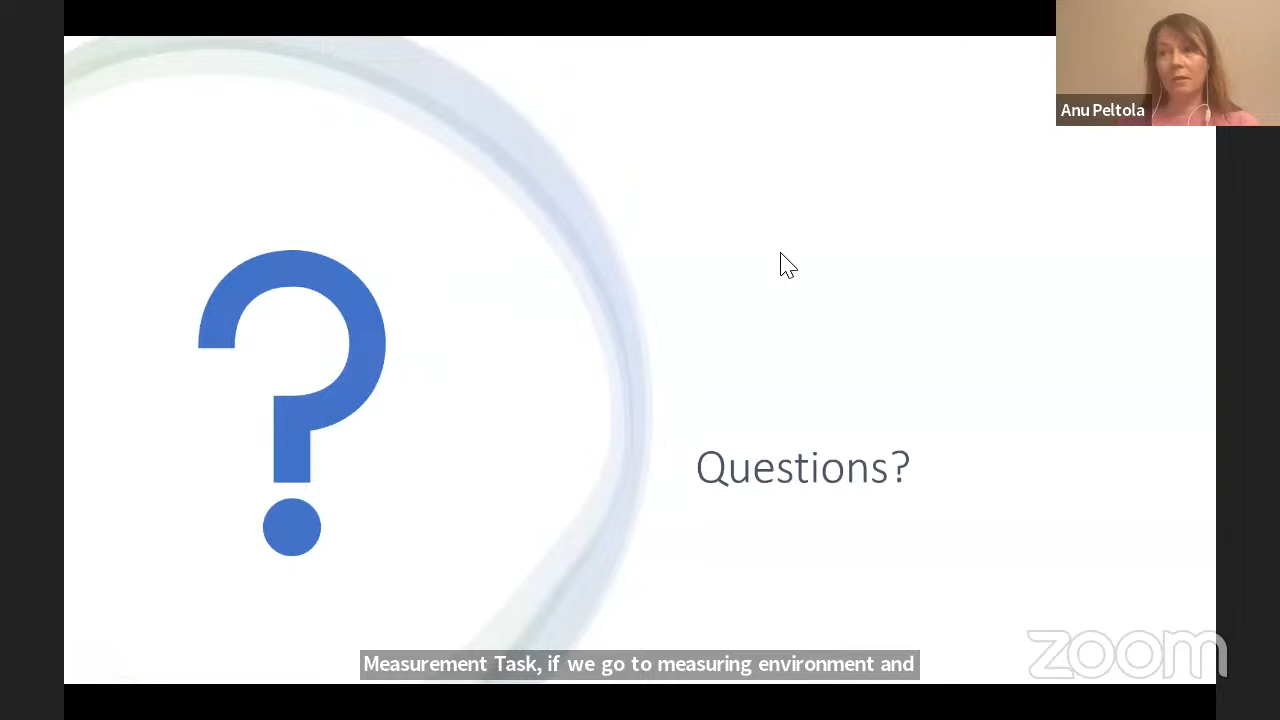 Anu Peltola
?
Questions?
Measurement Task, if we go to measuring environment and
zoom